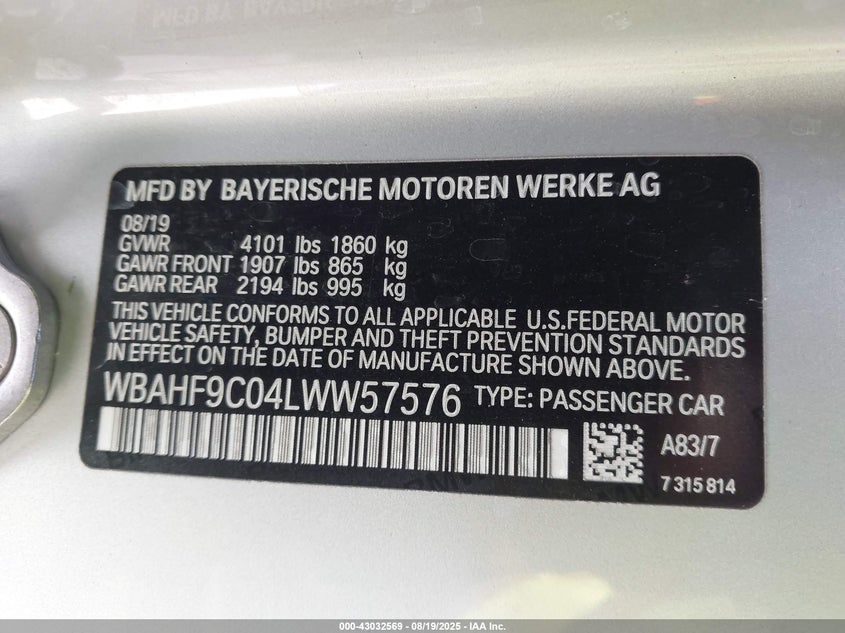 MFD BY BAYERISCHE MOTOREN WERKE AG
08/19
GVWR 4101 lbs 1860 kg
GAWR FRONT 1907 lbs 865 kg
GAWR REAR 2194 lbs 995 kg
THIS VEHICLE CONFORMS TO ALL APPLICABLE U.S.FEDERAL MOTOR
VEHICLE SAFETY, BUMPER AND THEFT PREVENTION STANDARDS
IN EFFECT ON THE DATE OF MANUFACTURE SHOWN ABOVE.
WBAHF9C04LWW57576 TYPE: PASSENGER CAR
A83/7
7 315 814
000-43032569 - 08/19/2025 - IAA Inc.